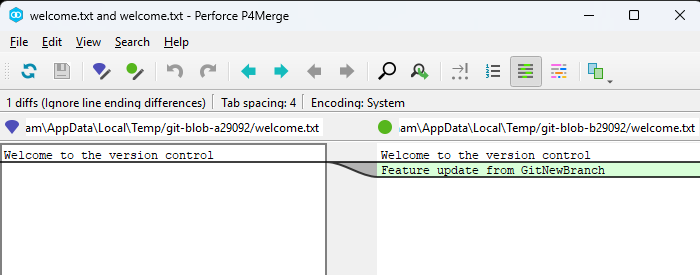 welcome.txt and welcome.txt - Perforce P4Merge
File Edit View Search Help
1 diffs (Ignore line ending differences) Tab spacing: 4 Encoding: System
am\AppData\Local\Temp/git-blob-a29092/welcome.txt
am\AppData\Local\Temp/git-blob-b29092/welcome.txt
Welcome to the version control
Welcome to the version control
Feature update from GitNewBranch